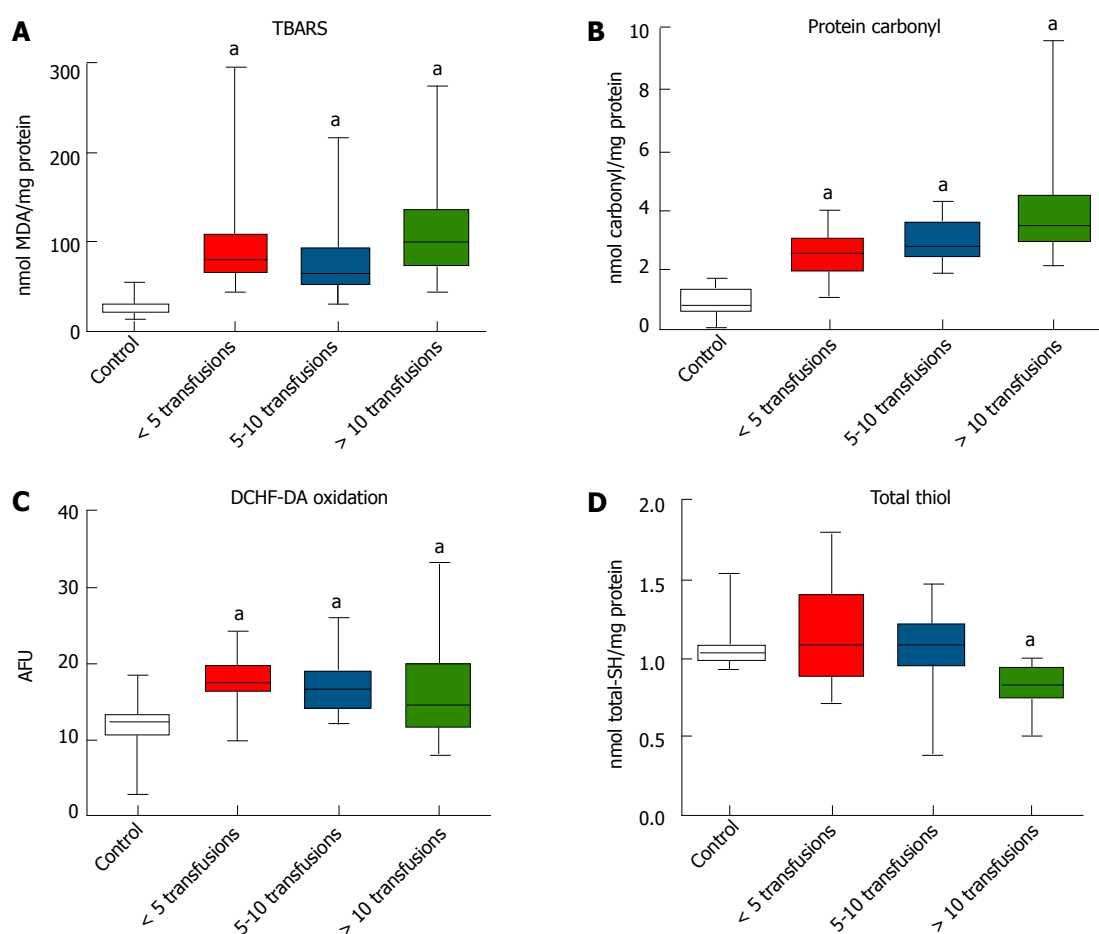 A
TBARS
a
a
a
nmol MDA/mg protein
300
200
100
0
Control
< 5 transfusions
5-10 transfusions
> 10 transfusions
B
Protein carbonyl
a
a
a
nmol carbonyl/mg protein
10
8
6
4
2
0
Control
< 5 transfusions
5-10 transfusions
> 10 transfusions
C
DCHF-DA oxidation
a
a
a
AFU
40
30
20
10
0
Control
< 5 transfusions
5-10 transfusions
> 10 transfusions
D
Total thiol
a
nmol total-SH/mg protein
2.0
1.5
1.0
0.5
0.0
Control
< 5 transfusions
5-10 transfusions
> 10 transfusions